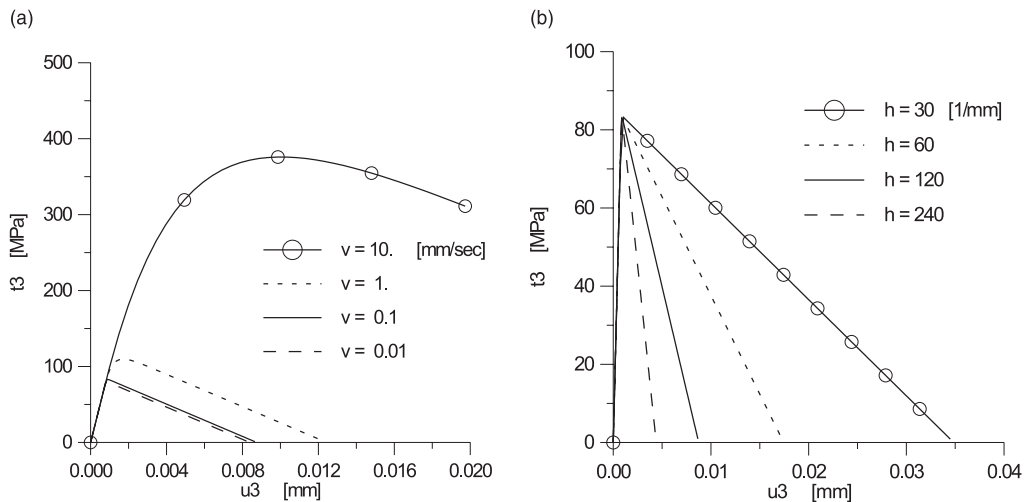 (a)
500
400
300
200
100
0
t3 [MPa]
v = 10. [mm/sec]
v = 1.
v = 0.1
v = 0.01
0.000 0.004 0.008 0.012 0.016 0.020
u3 [mm]
(b)
100
80
60
40
20
0
t3 [MPa]
h = 30 [1/mm]
h = 60
h = 120
h = 240
0.00 0.01 0.02 0.03 0.04
u3 [mm]